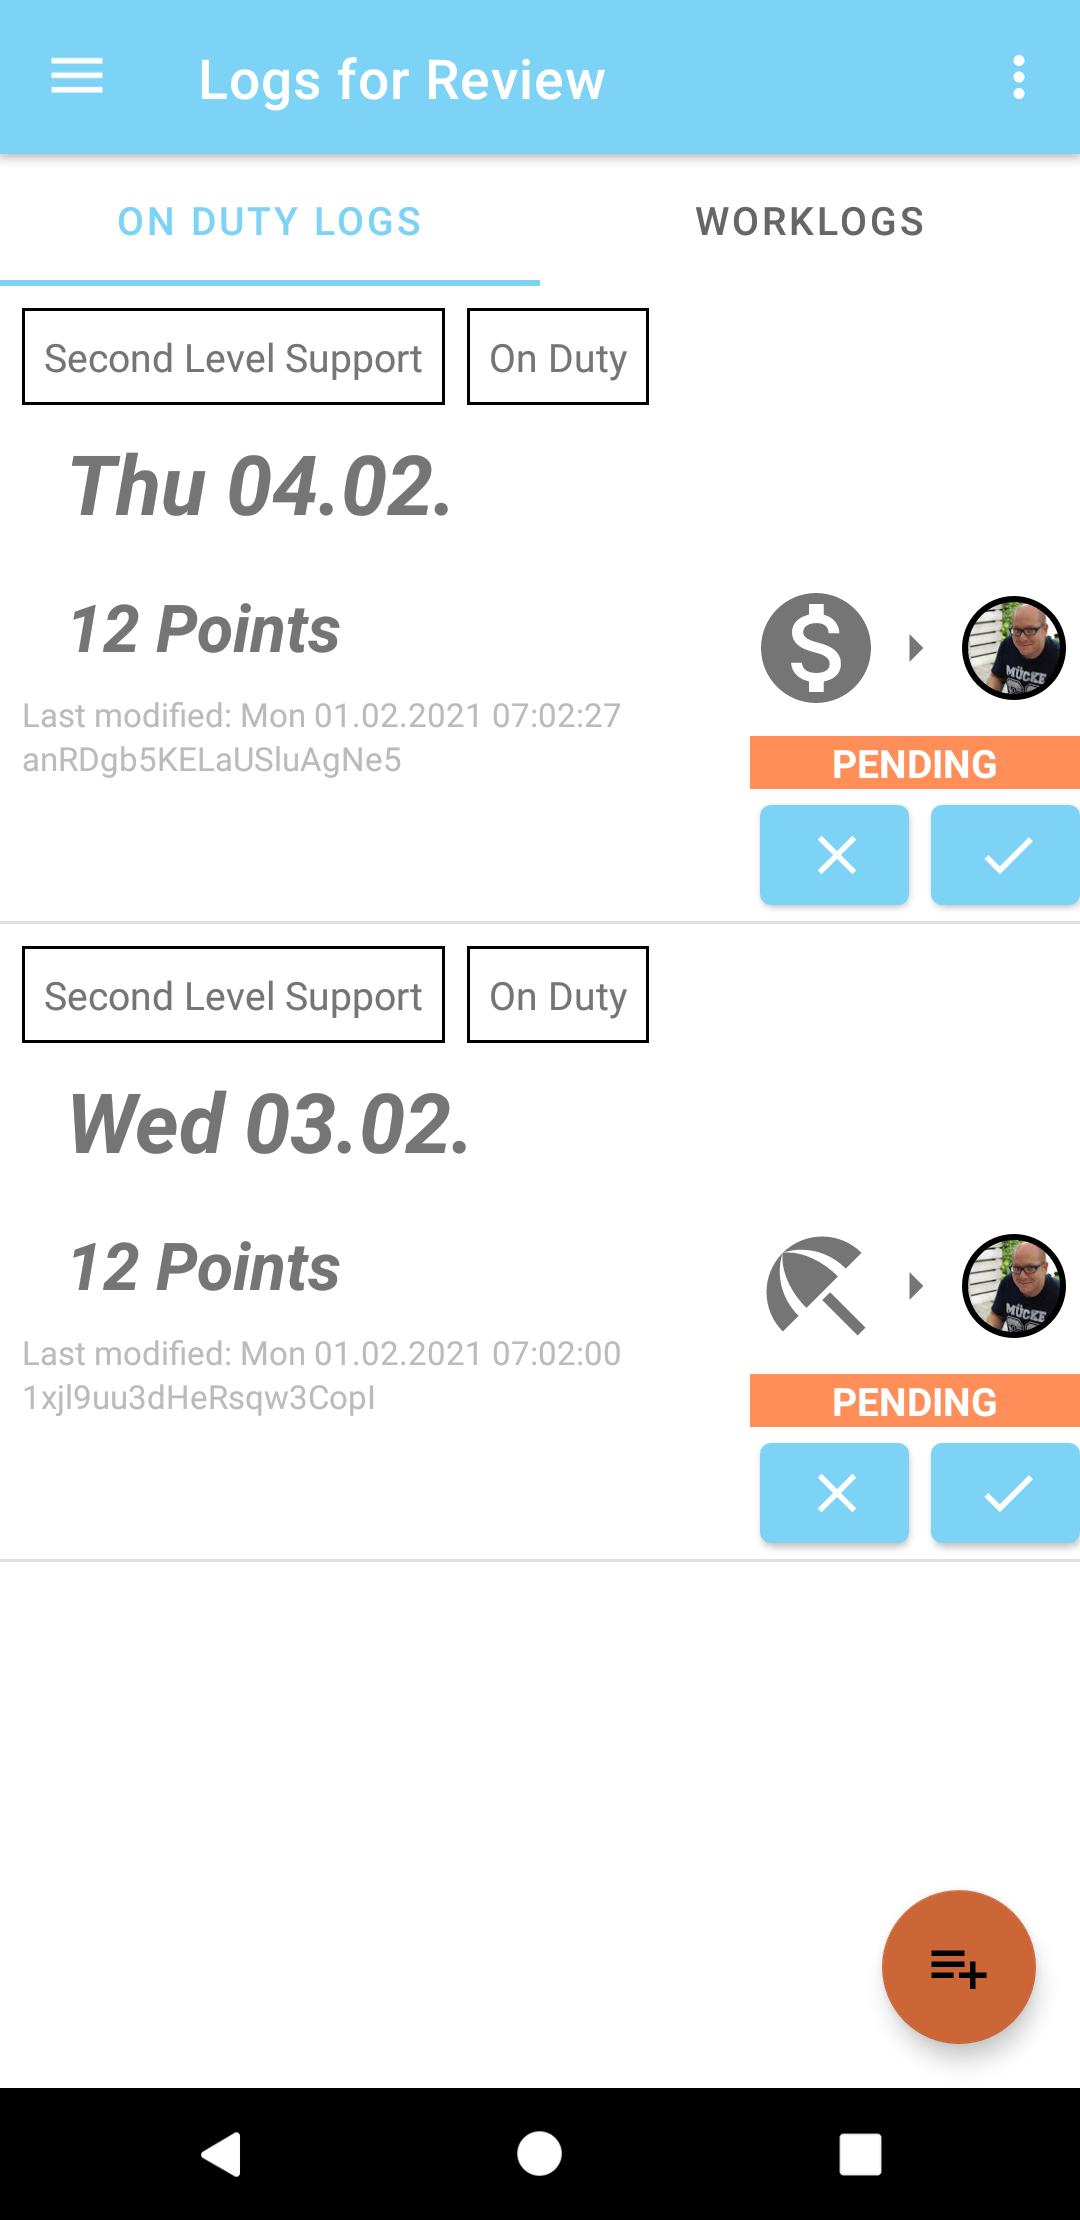 Logs for Review
ON DUTY LOGS
WORKLOGS
Second Level Support
On Duty
Thu 04.02.
12 Points
MÜCKE
Last modified: Mon 01.02.2021 07:02:27
anRDgb5KELaUSluAgNe5
PENDING
Second Level Support
On Duty
Wed 03.02.
12 Points
MÜCKE
Last modified: Mon 01.02.2021 07:02:00
1xjl9uu3dHeRsqw3CopI
PENDING